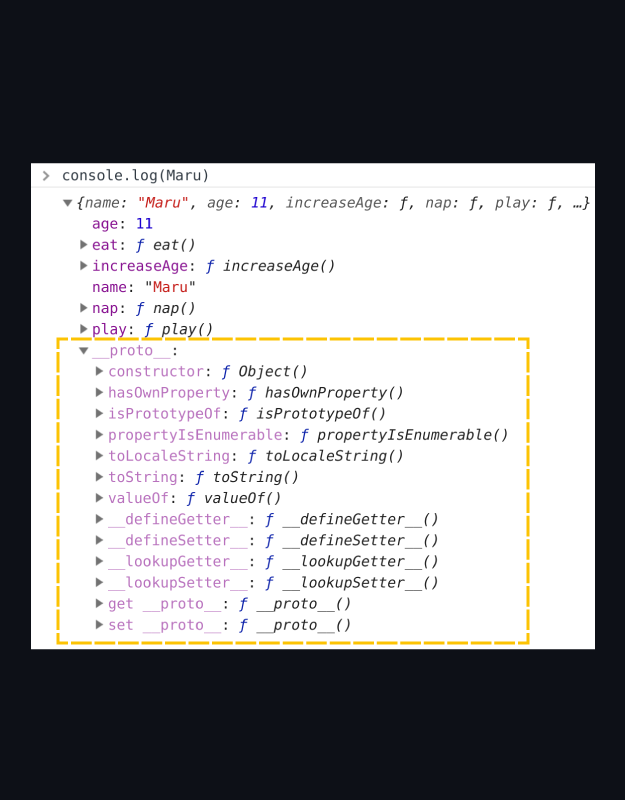 console.log(Maru)
{name: "Maru", age: 11, increaseAge: ƒ, nap: ƒ, play: ƒ, …}
age: 11
eat: ƒ eat()
increaseAge: ƒ increaseAge()
name: "Maru"
nap: ƒ nap()
play: ƒ play()
__proto__:
constructor: ƒ Object()
hasOwnProperty: ƒ hasOwnProperty()
isPrototypeOf: ƒ isPrototypeOf()
propertyIsEnumerable: ƒ propertyIsEnumerable()
toLocaleString: ƒ toLocaleString()
toString: ƒ toString()
valueOf: ƒ valueOf()
__defineGetter__: ƒ __defineGetter__()
__defineSetter__: ƒ __defineSetter__()
__lookupGetter__: ƒ __lookupGetter__()
__lookupSetter__: ƒ __lookupSetter__()
get __proto__: ƒ __proto__()
set __proto__: ƒ __proto__()